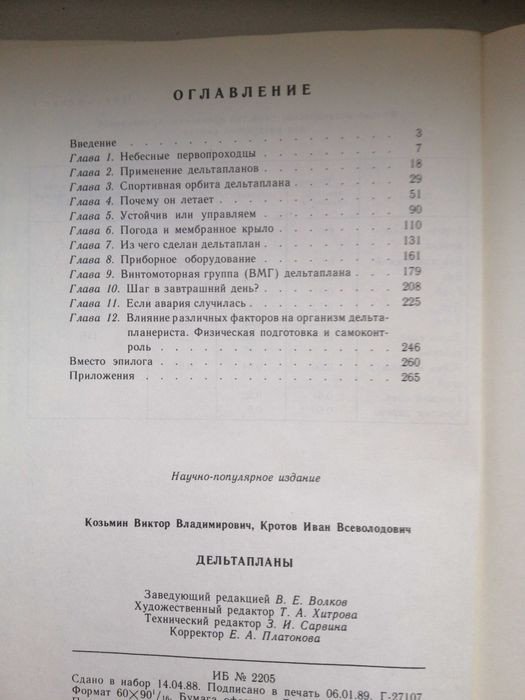 ОГЛАВЛЕНИЕ
Введение . . . . . . . . . . . . . . . . . 3
Глава 1. Небесные первопроходцы . . . . . . . . . . 7
Глава 2. Применение дельтапланов . . . . . . . . . . 18
Глава 3. Спортивная орбита дельтаплана . . . . . . . . 29
Глава 4. Почему он летает . . . . . . . . . . . . 51
Глава 5. Устойчив или управляем . . . . . . . . . . 90
Глава 6. Погода и мембранное крыло . . . . . . . . . 110
Глава 7. Из чего сделан дельтаплан . . . . . . . . . 131
Глава 8. Приборное оборудование . . . . . . . . . . 161
Глава 9. Винтомоторная группа (ВМГ) дельтаплана . . . . 179
Глава 10. Шаг в завтрашний день? . . . . . . . . . . 208
Глава 11. Если авария случилась . . . . . . . . . . . 225
Глава 12. Влияние различных факторов на организм дельта-
планериста. Физическая подготовка и самоконт-
роль . . . . . . . . . . . . . . . . 246
Вместо эпилога . . . . . . . . . . . . . . . . 260
Приложения . . . . . . . . . . . . . . . . . 265
Научно-популярное издание
Козьмин Виктор Владимирович, Кротов Иван Всеволодович
ДЕЛЬТАПЛАНЫ
Заведующий редакцией В. Е. Волков
Художественный редактор Т. А. Хитрова
Технический редактор З. И. Сарвина
Корректор Е. А. Платонова
ИБ № 2205
Сдано в набор 14.04.88. Подписано в печать 06.01.89. Г-27107
Формат 60×90¹/₁₆. Бумага